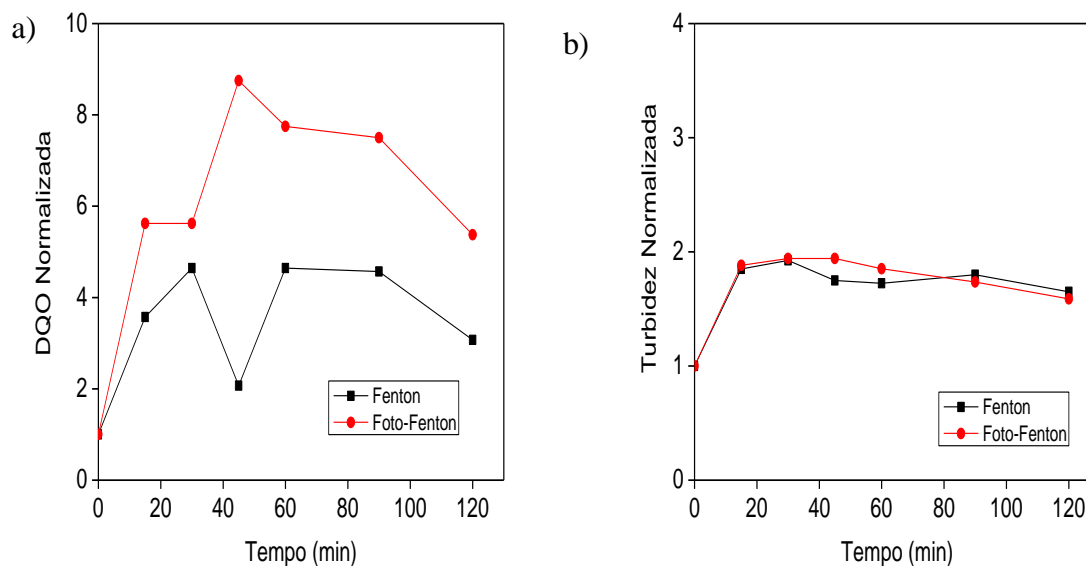 a)
DQO Normalizada
10
8
6
4
2
0
0 20 40 60 80 100 120
Tempo (min)
Fenton
Foto-Fenton
b)
Turbidez Normalizada
4
3
2
1
0
0 20 40 60 80 100 120
Tempo (min)
Fenton
Foto-Fenton